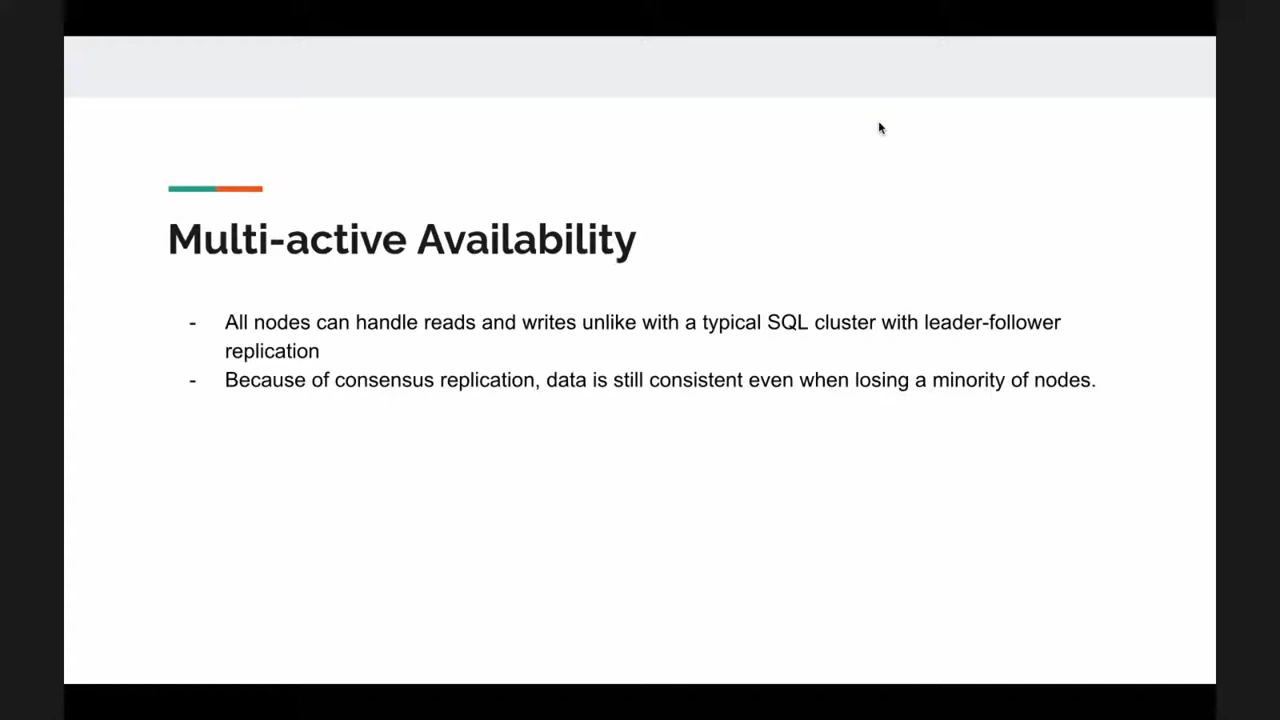 Multi-active Availability
- All nodes can handle reads and writes unlike with a typical SQL cluster with leader-follower
replication
- Because of consensus replication, data is still consistent even when losing a minority of nodes.